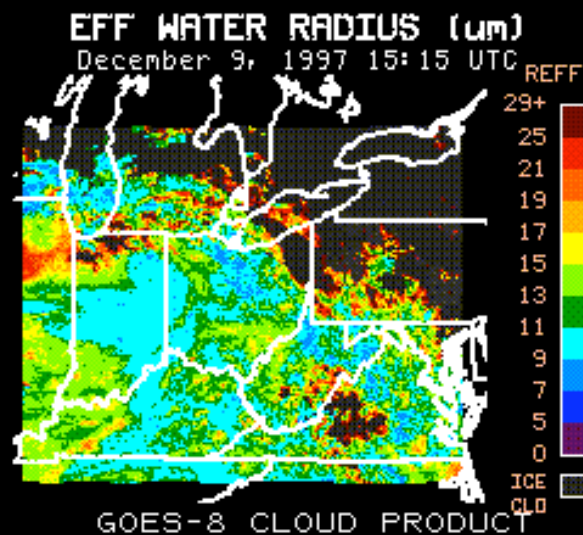 EFF WATER RADIUS (um)
December 9, 1997 15:15 UTC
REFF
29+
25
21
19
17
15
13
11
9
7
5
0
ICE
CLD
GOES-8 CLOUD PRODUCT